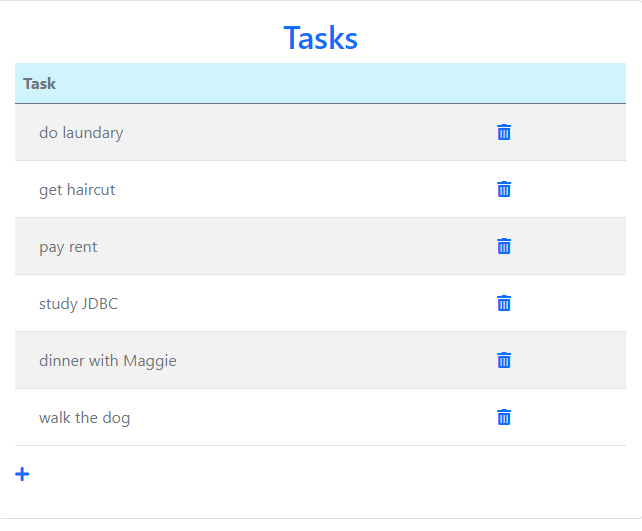 Tasks
Task
do laundary
get haircut
pay rent
study JDBC
dinner with Maggie
walk the dog